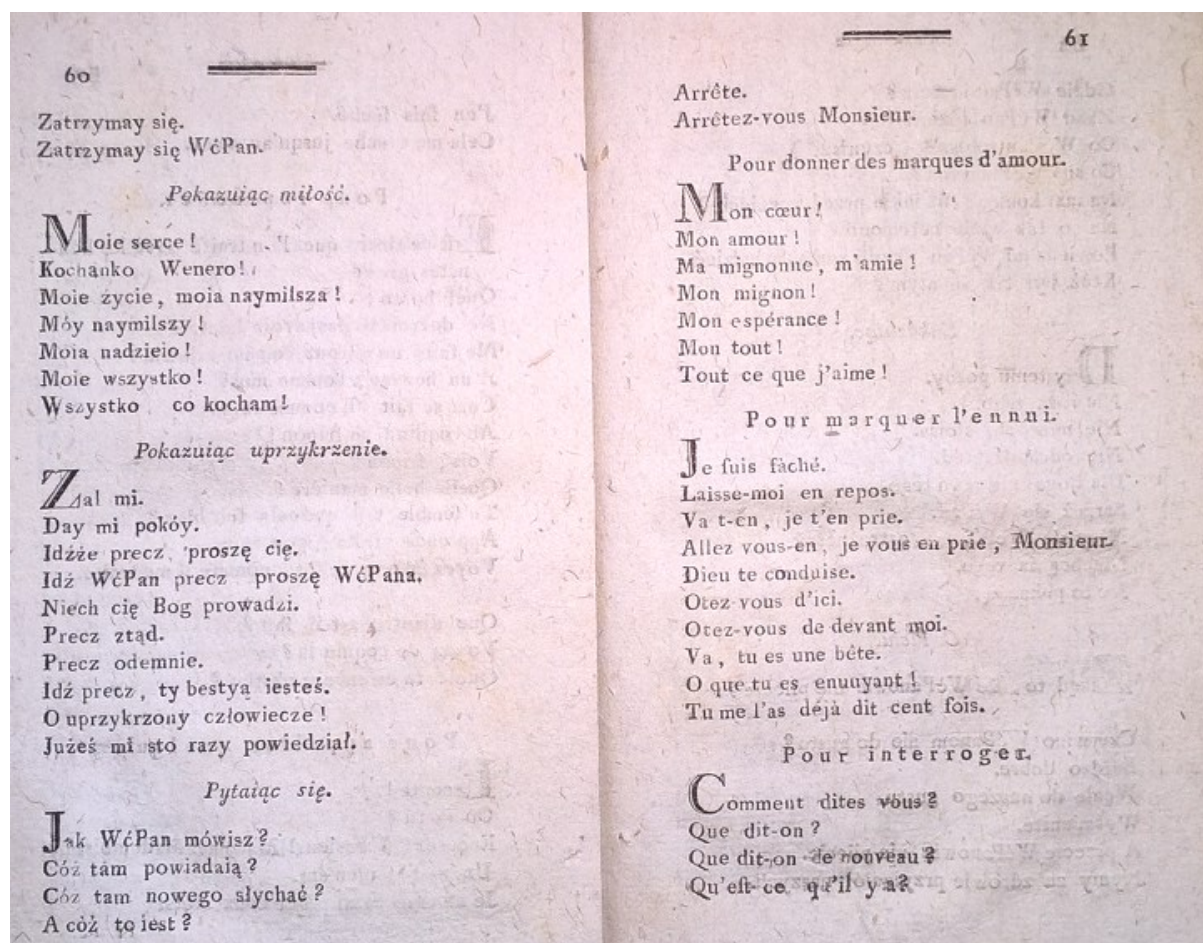 60
Zatrzymay się.
Zatrzymay się WćPan.
Pokazuiąc miłość.
Moie serce !
Kochanko Wenero !
Moie życie , moia naymilsza !
Móy naymilszy !
Moia nadzieio !
Moie wszystko !
Wszystko co kocham !
Pokazuiąc uprzykrzenie.
Zal mi.
Day mi pokóy.
Idźże precz , proszę cię.
Idź WćPan precz proszę WćPana.
Niech cię Bog prowadzi.
Precz ztąd.
Precz odemnie.
Idź precz , ty bestyą iesteś.
O uprzykrzony człowiecze !
Jużeś mi sto razy powiedział.
Pytaiąc się.
Jak WćPan mówisz ?
Cóż tam powiadaią ?
Cóż tam nowego słychać ?
A cóż to iest ?
61
Arrête.
Arrêtez-vous Monsieur.
Pour donner des marques d'amour.
Mon cœur !
Mon amour !
Ma mignonne , m'amie !
Mon mignon !
Mon espérance !
Mon tout !
Tout ce que j'aime !
Pour marquer l'ennui.
Je ſuis fâché.
Laisse-moi en repos.
Va t-en , je t'en prie.
Allez vous-en , je vous en prie , Monsieur.
Dieu te conduise.
Otez-vous d'ici.
Otez-vous de devant moi.
Va , tu es une bête.
O que tu es enuuyant !
Tu me l'as déjà dit cent fois.
Pour interroger.
Comment dites vous ?
Que dit-on ?
Que dit-on de nouveau ?
Qu'eſt-ce qu'il y a ?